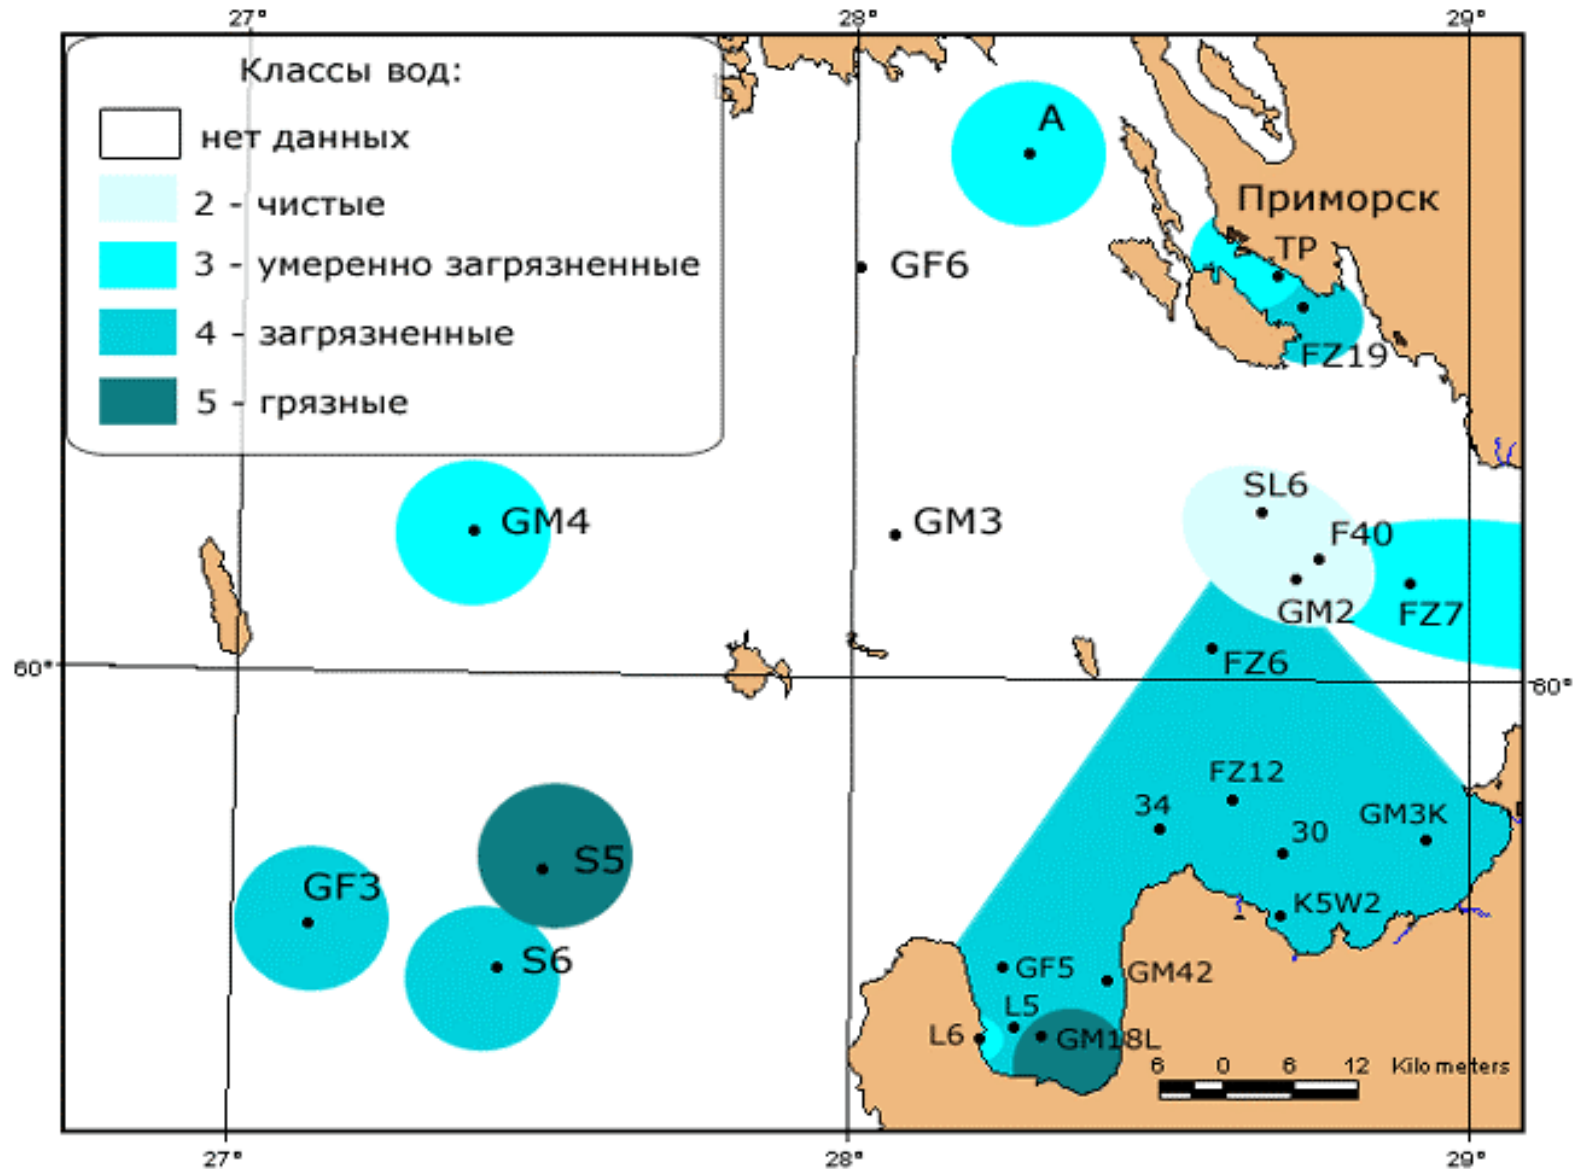 27°
28°
29°
Классы вод:
нет данных
2 - чистые
3 - умеренно загрязненные
4 - загрязненные
5 - грязные
A
Приморск
TP
GF6
FZ19
SL6
GM4
GM3
F40
GM2
FZ7
60°
FZ6
60°
FZ12
34
30
GM3K
S5
GF3
K5W2
S6
GF5
GM42
L5
L6
GM18L
6 0 6 12 Kilometers
27°
28°
29°